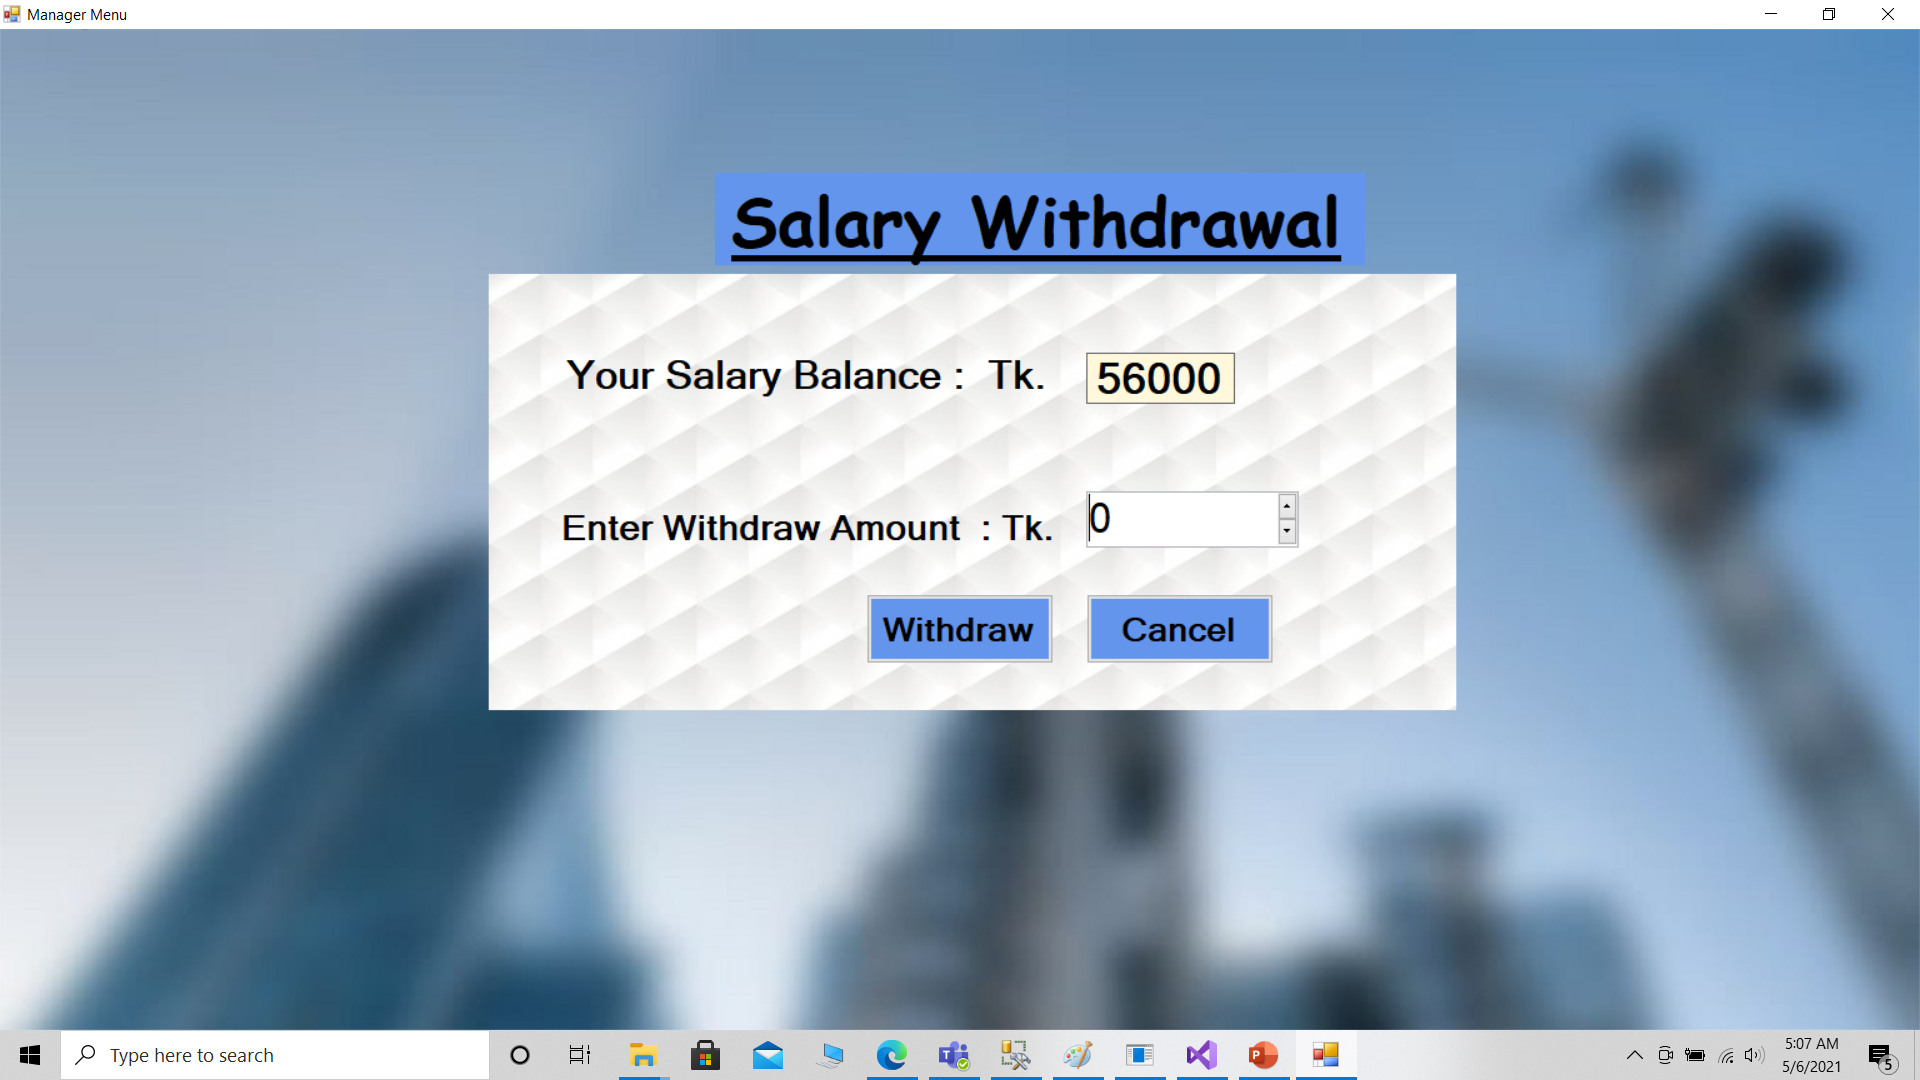 Manager Menu
Salary Withdrawal
Your Salary Balance : Tk. 56000
Enter Withdraw Amount : Tk. 0
Withdraw Cancel
Type here to search
5:07 AM
5/6/2021
5